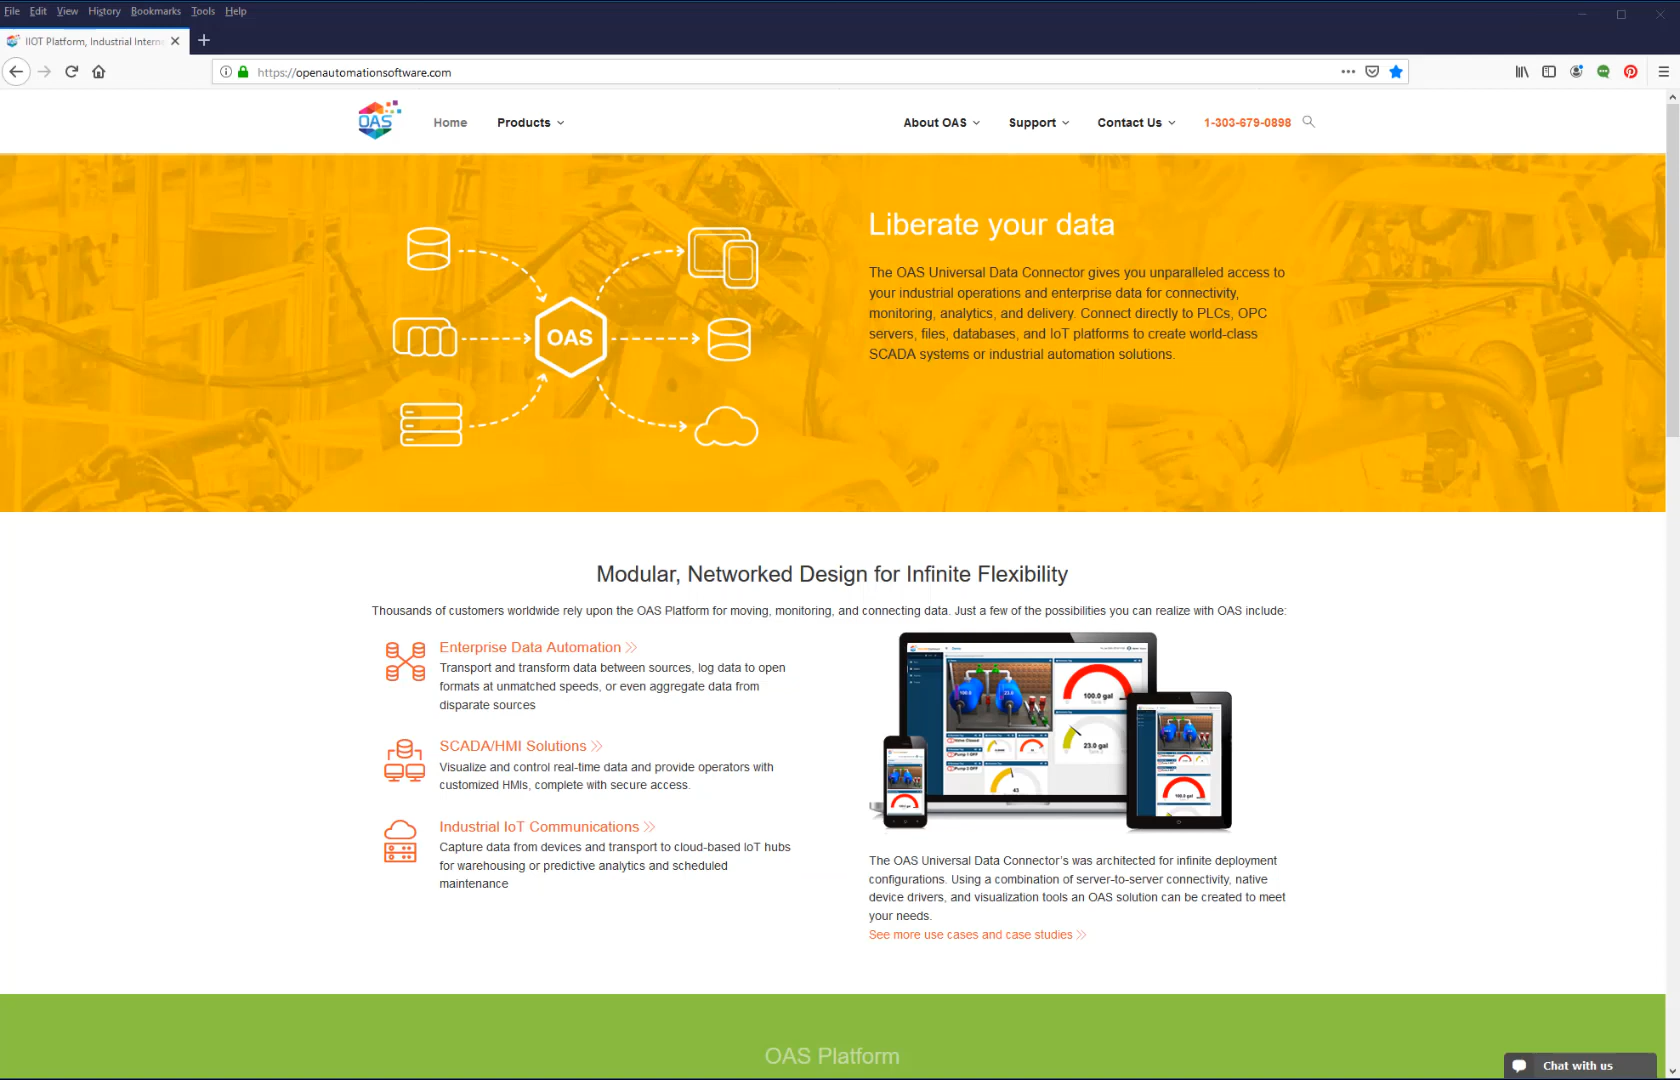 File Edit View History Bookmarks Tools Help
IIOT Platform, Industrial Intern
https://openautomationsoftware.com
OAS
Home
Products
About OAS
Support
Contact Us
1-303-679-0898
OAS
Liberate your data
The OAS Universal Data Connector gives you unparalleled access to
your industrial operations and enterprise data for connectivity,
monitoring, analytics, and delivery. Connect directly to PLCs, OPC
servers, files, databases, and IoT platforms to create world-class
SCADA systems or industrial automation solutions.
Modular, Networked Design for Infinite Flexibility
Thousands of customers worldwide rely upon the OAS Platform for moving, monitoring, and connecting data. Just a few of the possibilities you can realize with OAS include:
Enterprise Data Automation
Transport and transform data between sources, log data to open
formats at unmatched speeds, or even aggregate data from
disparate sources
SCADA/HMI Solutions
Visualize and control real-time data and provide operators with
customized HMIs, complete with secure access.
Industrial IoT Communications
Capture data from devices and transport to cloud-based IoT hubs
for warehousing or predictive analytics and scheduled
maintenance
100.0 gal
23.0 gal
43
The OAS Universal Data Connector's was architected for infinite deployment
configurations. Using a combination of server-to-server connectivity, native
device drivers, and visualization tools an OAS solution can be created to meet
your needs.
See more use cases and case studies
OAS Platform
Chat with us